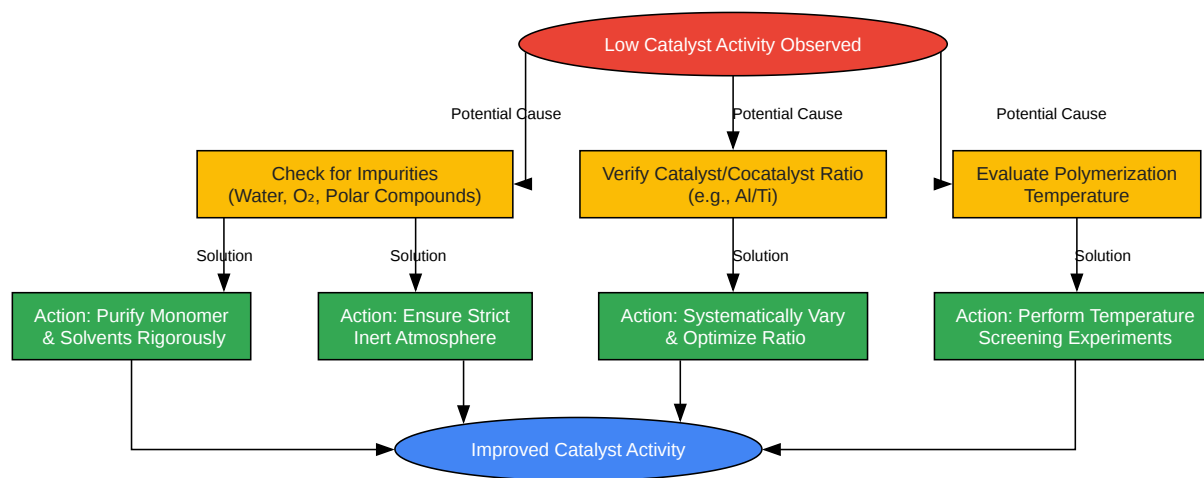 Low Catalyst Activity Observed
Potential Cause
Potential Cause
Potential Cause
Check for Impurities
(Water, O₂, Polar Compounds)
Verify Catalyst/Cocatalyst Ratio
(e.g., Al/Ti)
Evaluate Polymerization
Temperature
Solution
Solution
Solution
Solution
Action: Purify Monomer
& Solvents Rigorously
Action: Ensure Strict
Inert Atmosphere
Action: Systematically Vary
& Optimize Ratio
Action: Perform Temperature
Screening Experiments
Improved Catalyst Activity